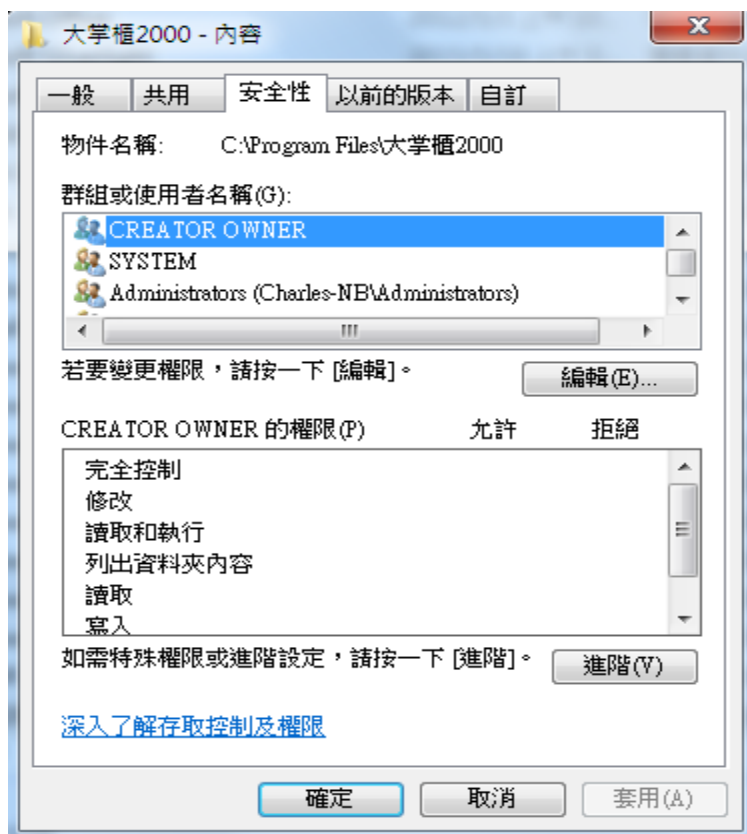 大掌櫃2000 - 內容
一般 共用 安全性 以前的版本 自訂
物件名稱: C:\Program Files\大掌櫃2000
群組或使用者名稱(G):
CREATOR OWNER
SYSTEM
Administrators (Charles-NB\Administrators)
若要變更權限，請按一下 [編輯]。 編輯(E)...
CREATOR OWNER 的權限(P) 允許 拒絕
完全控制
修改
讀取和執行
列出資料夾內容
讀取
寫入
如需特殊權限或進階設定，請按一下 [進階]。 進階(V)
深入了解存取控制及權限
確定 取消 套用(A)